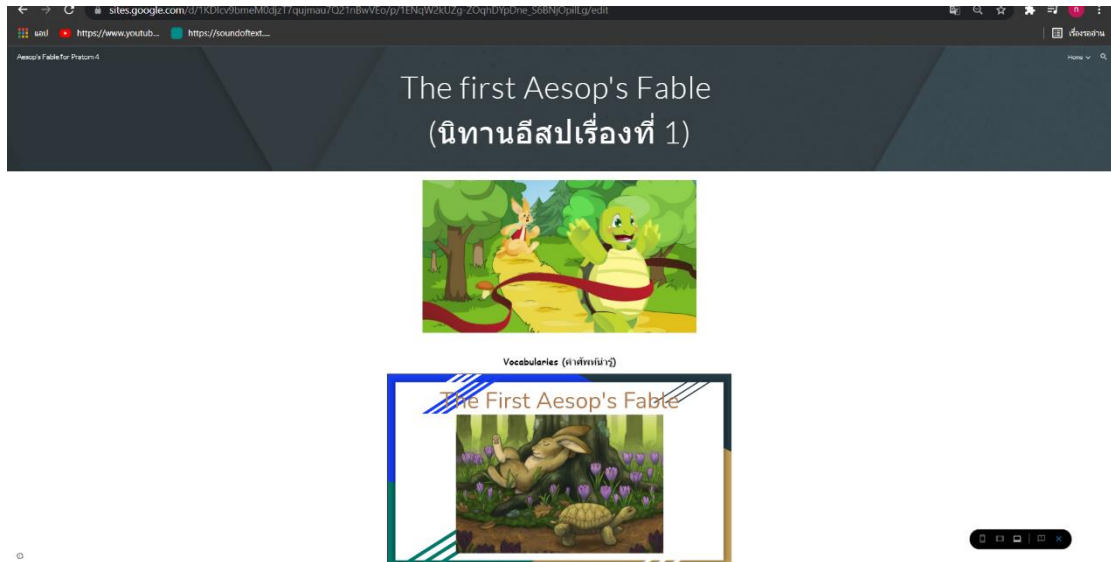 sites.google.com/d/1KDlcv9bmeM0djzT7qujmau7Q21nBwVEo/p/1ENqW2kUZg-ZOqhDYpDne_S68NjOpilLg/edit
แอป
https://www.youtub...
https://soundoftext....
เรื่องรออ่าน
Aesop's Fable for Pratom 4
Home
The first Aesop's Fable
(นิทานอีสปเรื่องที่ 1)
Vocabularies (คำศัพท์น่ารู้)
The First Aesop's Fable